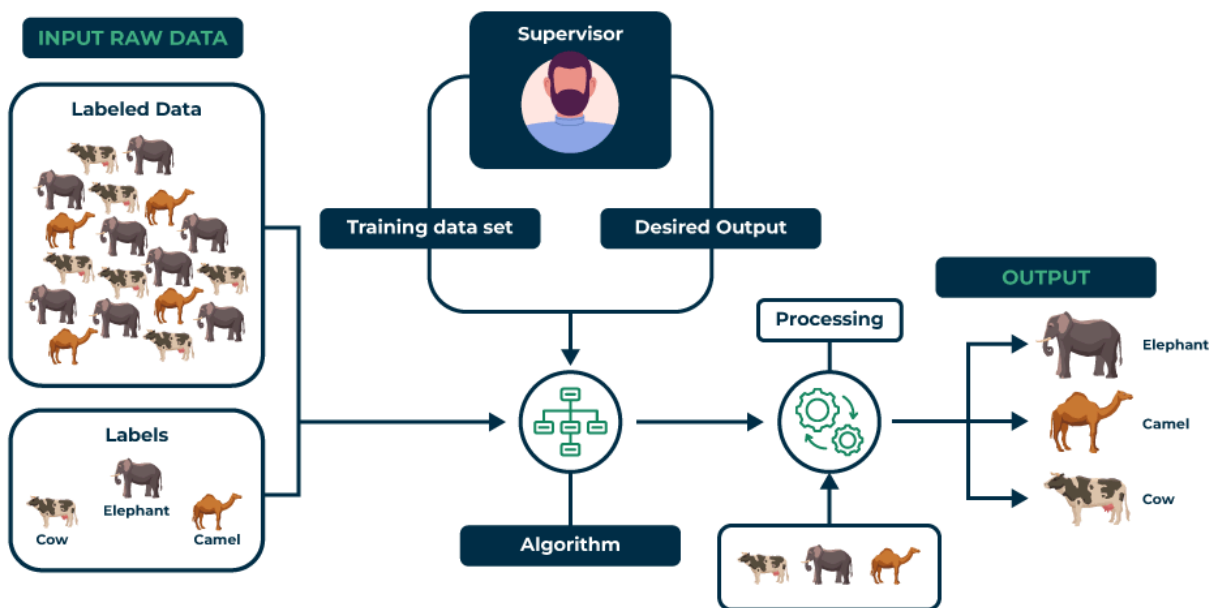 INPUT RAW DATA
Labeled Data
Labels
Elephant
Cow
Camel
Supervisor
Training data set
Desired Output
Algorithm
Processing
OUTPUT
Elephant
Camel
Cow